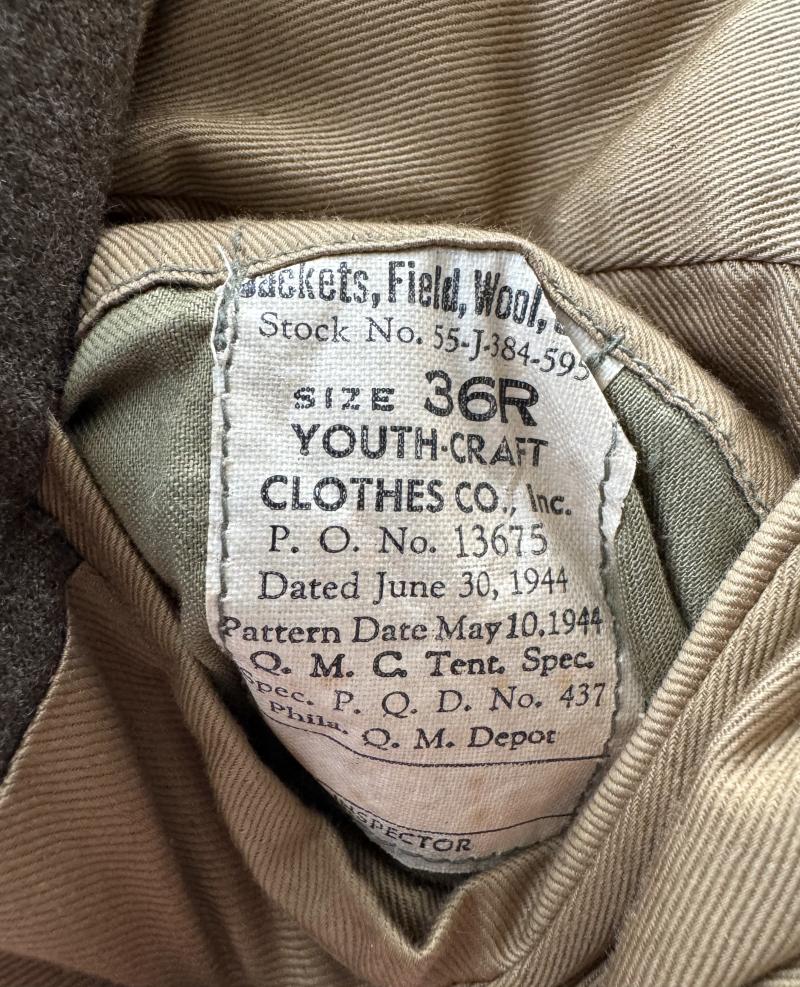 Jackets, Field, Wool,
Stock No. 55-J-384-595
SIZE 36R
YOUTH-CRAFT
CLOTHES CO., Inc.
P. O. No. 13675
Dated June 30, 1944
Pattern Date May 10.1944
Q. M. C. Tent. Spec.
Spec. P. Q. D. No. 437
Phila. Q. M. Depot
INSPECTOR